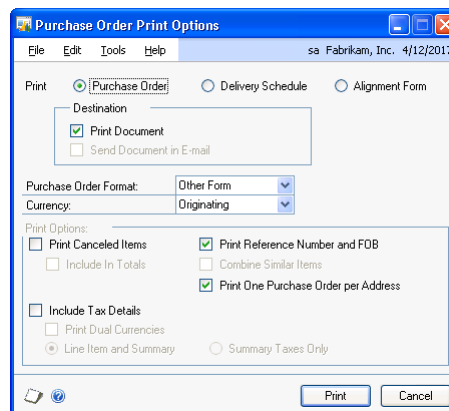 Purchase Order Print Options
File Edit Tools Help sa Fabrikam, Inc. 4/12/2017
Print Purchase Order Delivery Schedule Alignment Form
Destination
Print Document
Send Document in E-mail
Purchase Order Format: Other Form
Currency: Originating
Print Options:
Print Canceled Items Print Reference Number and FOB
Include In Totals Combine Similar Items
Print One Purchase Order per Address
Include Tax Details
Print Dual Currencies
Line Item and Summary Summary Taxes Only
Print Cancel